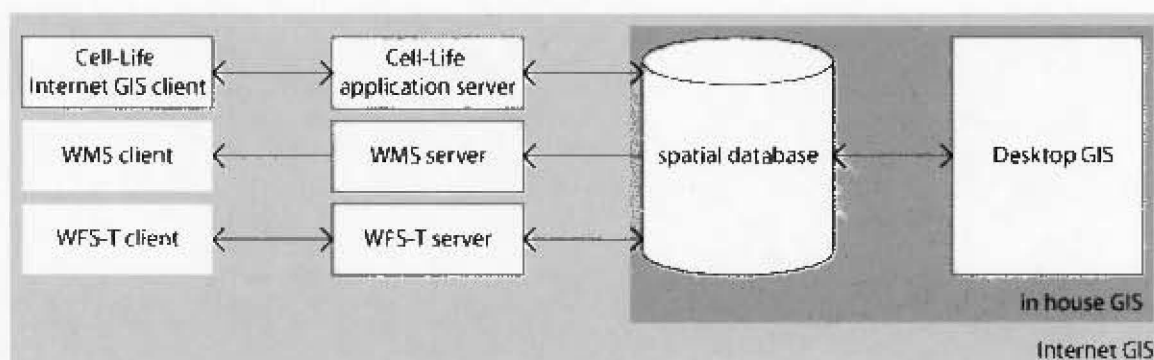 Cell-Life
Internet GIS client
Cell-Life
application server
WMS client
WMS server
spatial database
Desktop GIS
WFS-T client
WFS-T server
in house GIS
Internet GIS